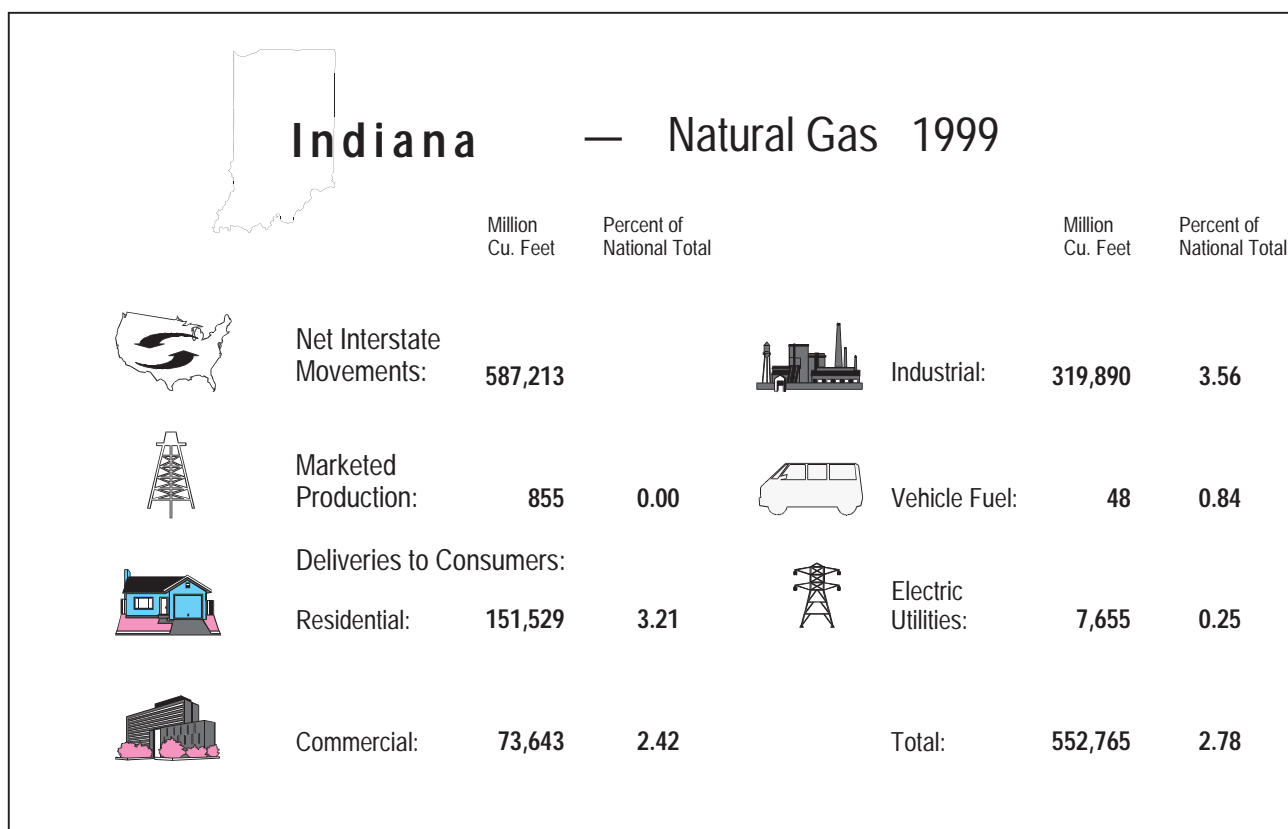 Indiana — Natural Gas 1999
Million Cu. Feet Percent of National Total
Million Cu. Feet Percent of National Total
Net Interstate
Movements: 587,213
Marketed
Production: 855 0.00
Deliveries to Consumers:
Residential: 151,529 3.21
Commercial: 73,643 2.42
Industrial: 319,890 3.56
Vehicle Fuel: 48 0.84
Electric
Utilities: 7,655 0.25
Total: 552,765 2.78